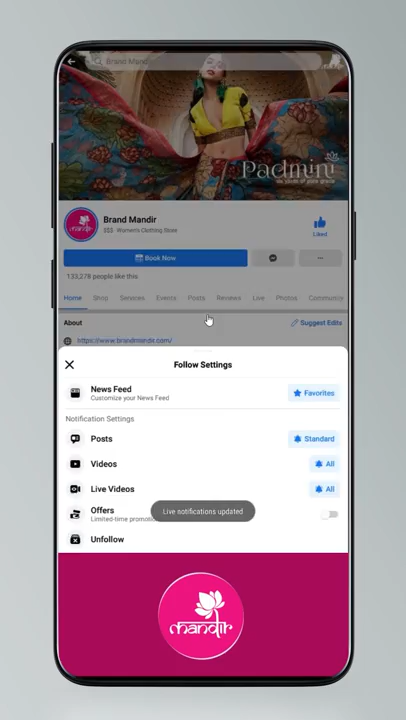 Brand Mandir
Padmini
Brand Mandir
$$$ Women's Clothing Store
Liked
Book Now
133,278 people like this
Home Shop Services Events Posts Reviews Live Photos Community
About
Suggest Edits
https://www.brandmandir.com/
Follow Settings
News Feed
Customize your News Feed
Favorites
Notification Settings
Posts
Standard
Videos
All
Live Videos
All
Offers
Limited-time
Live notifications updated
Unfollow
mandir